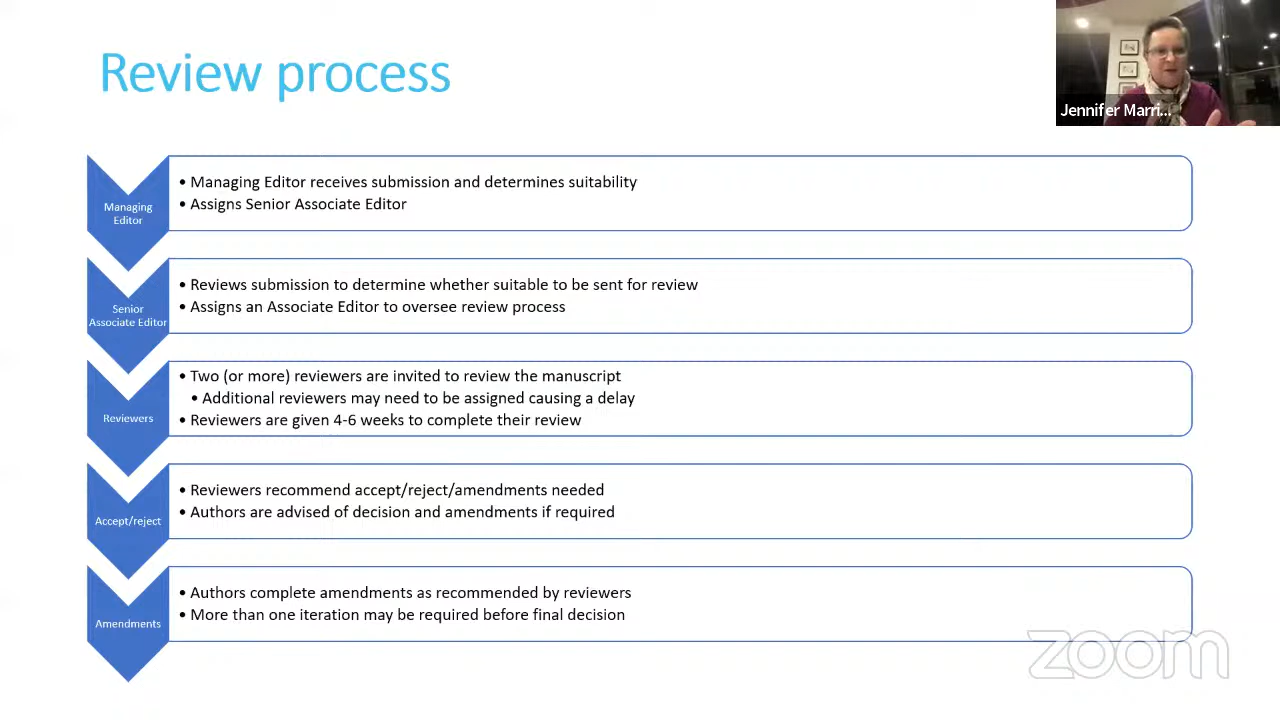 Review process
Jennifer Marri...
Managing
Editor
• Managing Editor receives submission and determines suitability
• Assigns Senior Associate Editor
Senior
Associate Editor
• Reviews submission to determine whether suitable to be sent for review
• Assigns an Associate Editor to oversee review process
Reviewers
• Two (or more) reviewers are invited to review the manuscript
• Additional reviewers may need to be assigned causing a delay
• Reviewers are given 4-6 weeks to complete their review
Accept/reject
• Reviewers recommend accept/reject/amendments needed
• Authors are advised of decision and amendments if required
Amendments
• Authors complete amendments as recommended by reviewers
• More than one iteration may be required before final decision
zoom